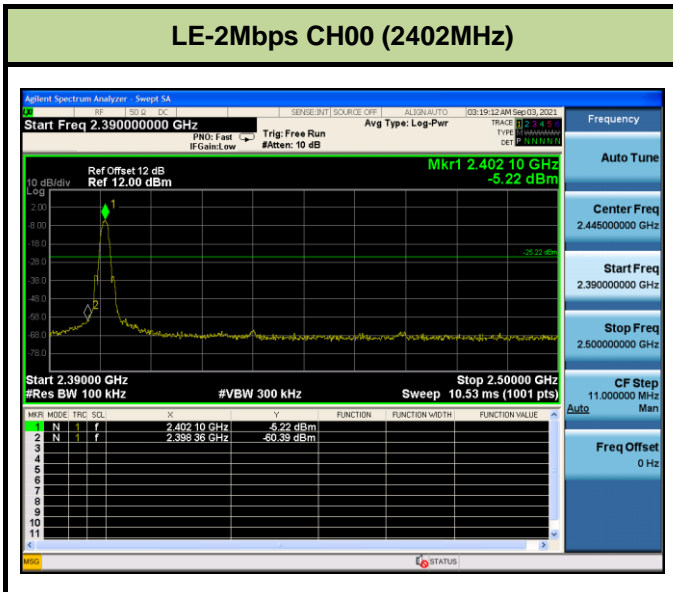 LE-2Mbps CH00 (2402MHz)
Agilent Spectrum Analyzer - Swept SA
RF 50 Ω DC SENSE:INT SOURCE OFF ALIGNAUTO 03:19:12 AM Sep 03, 2021
Start Freq 2.390000000 GHz
PNO: Fast
IFGain:Low
Trig: Free Run
#Atten: 10 dB
Avg Type: Log-Pwr
TRACE 1 2 3 4 5 6
TYPE M
DET P N N N N N
Ref Offset 12 dB
Ref 12.00 dBm
10 dB/div
Log
Mkr1 2.402 10 GHz
-5.22 dBm
2.00
-8.00
-18.0
-28.0
-38.0
-48.0
-58.0
-68.0
-78.0
1
2
-25.22 dBm
Start 2.39000 GHz
Stop 2.50000 GHz
#Res BW 100 kHz #VBW 300 kHz Sweep 10.53 ms (1001 pts)
MKR MODE TRC SCL X Y FUNCTION FUNCTION WIDTH FUNCTION VALUE
1 N 1 f 2.402 10 GHz -5.22 dBm
2 N 1 f 2.398 36 GHz -60.39 dBm
3
4
5
6
7
8
9
10
11
MSG STATUS
Frequency
Auto Tune
Center Freq
2.445000000 GHz
Start Freq
2.390000000 GHz
Stop Freq
2.500000000 GHz
CF Step
11.000000 MHz
Auto Man
Freq Offset
0 Hz